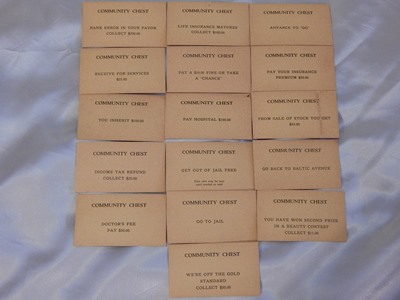 COMMUNITY CHEST
BANK ERROR IN YOUR FAVOR
COLLECT $200.00
COMMUNITY CHEST
LIFE INSURANCE MATURES
COLLECT $100.00
COMMUNITY CHEST
ADVANCE TO "GO"
COMMUNITY CHEST
RECEIVE FOR SERVICES
$25.00
COMMUNITY CHEST
PAY A $10.00 FINE OR TAKE
A "CHANCE"
COMMUNITY CHEST
PAY YOUR INSURANCE
PREMIUM $50.00
COMMUNITY CHEST
YOU INHERIT $100.00
COMMUNITY CHEST
PAY HOSPITAL $100.00
COMMUNITY CHEST
FROM SALE OF STOCK YOU GET
$45.00
COMMUNITY CHEST
INCOME TAX REFUND
COLLECT $20.00
COMMUNITY CHEST
GET OUT OF JAIL FREE
COMMUNITY CHEST
GO BACK TO BALTIC AVENUE
COMMUNITY CHEST
DOCTOR'S FEE
PAY $50.00
COMMUNITY CHEST
GO TO JAIL
COMMUNITY CHEST
YOU HAVE WON SECOND PRIZE
IN A BEAUTY CONTEST
COLLECT $11.00
COMMUNITY CHEST
WE'RE OFF THE GOLD
STANDARD
COLLECT $50.00